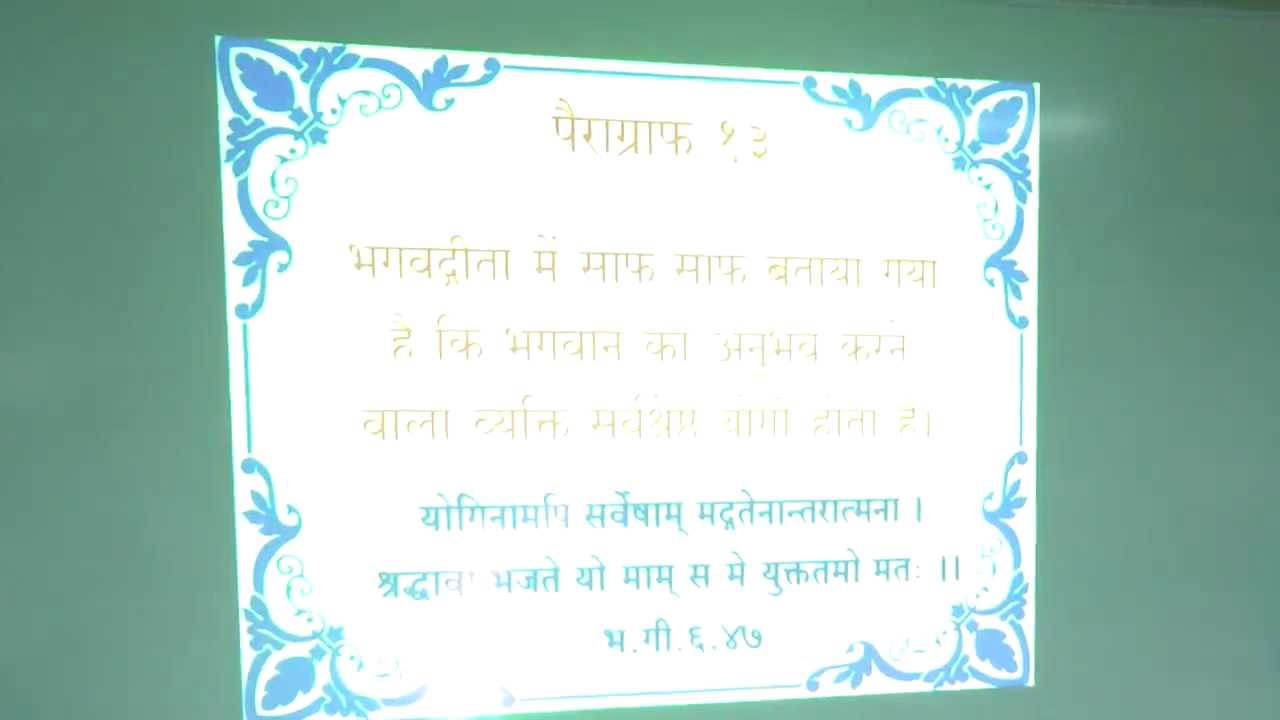 पैराग्राफ १३
भगवद्गीता में साफ साफ बताया गया
है कि भगवान का अनुभव करने
वाला व्यक्ति सर्वश्रेष्ठ योगी होता है।
योगिनामपि सर्वेषाम् मद्गतेनान्तरात्मना ।
भजते यो माम् स मे युक्ततमो मतः ।।
भ.गी.६.४७